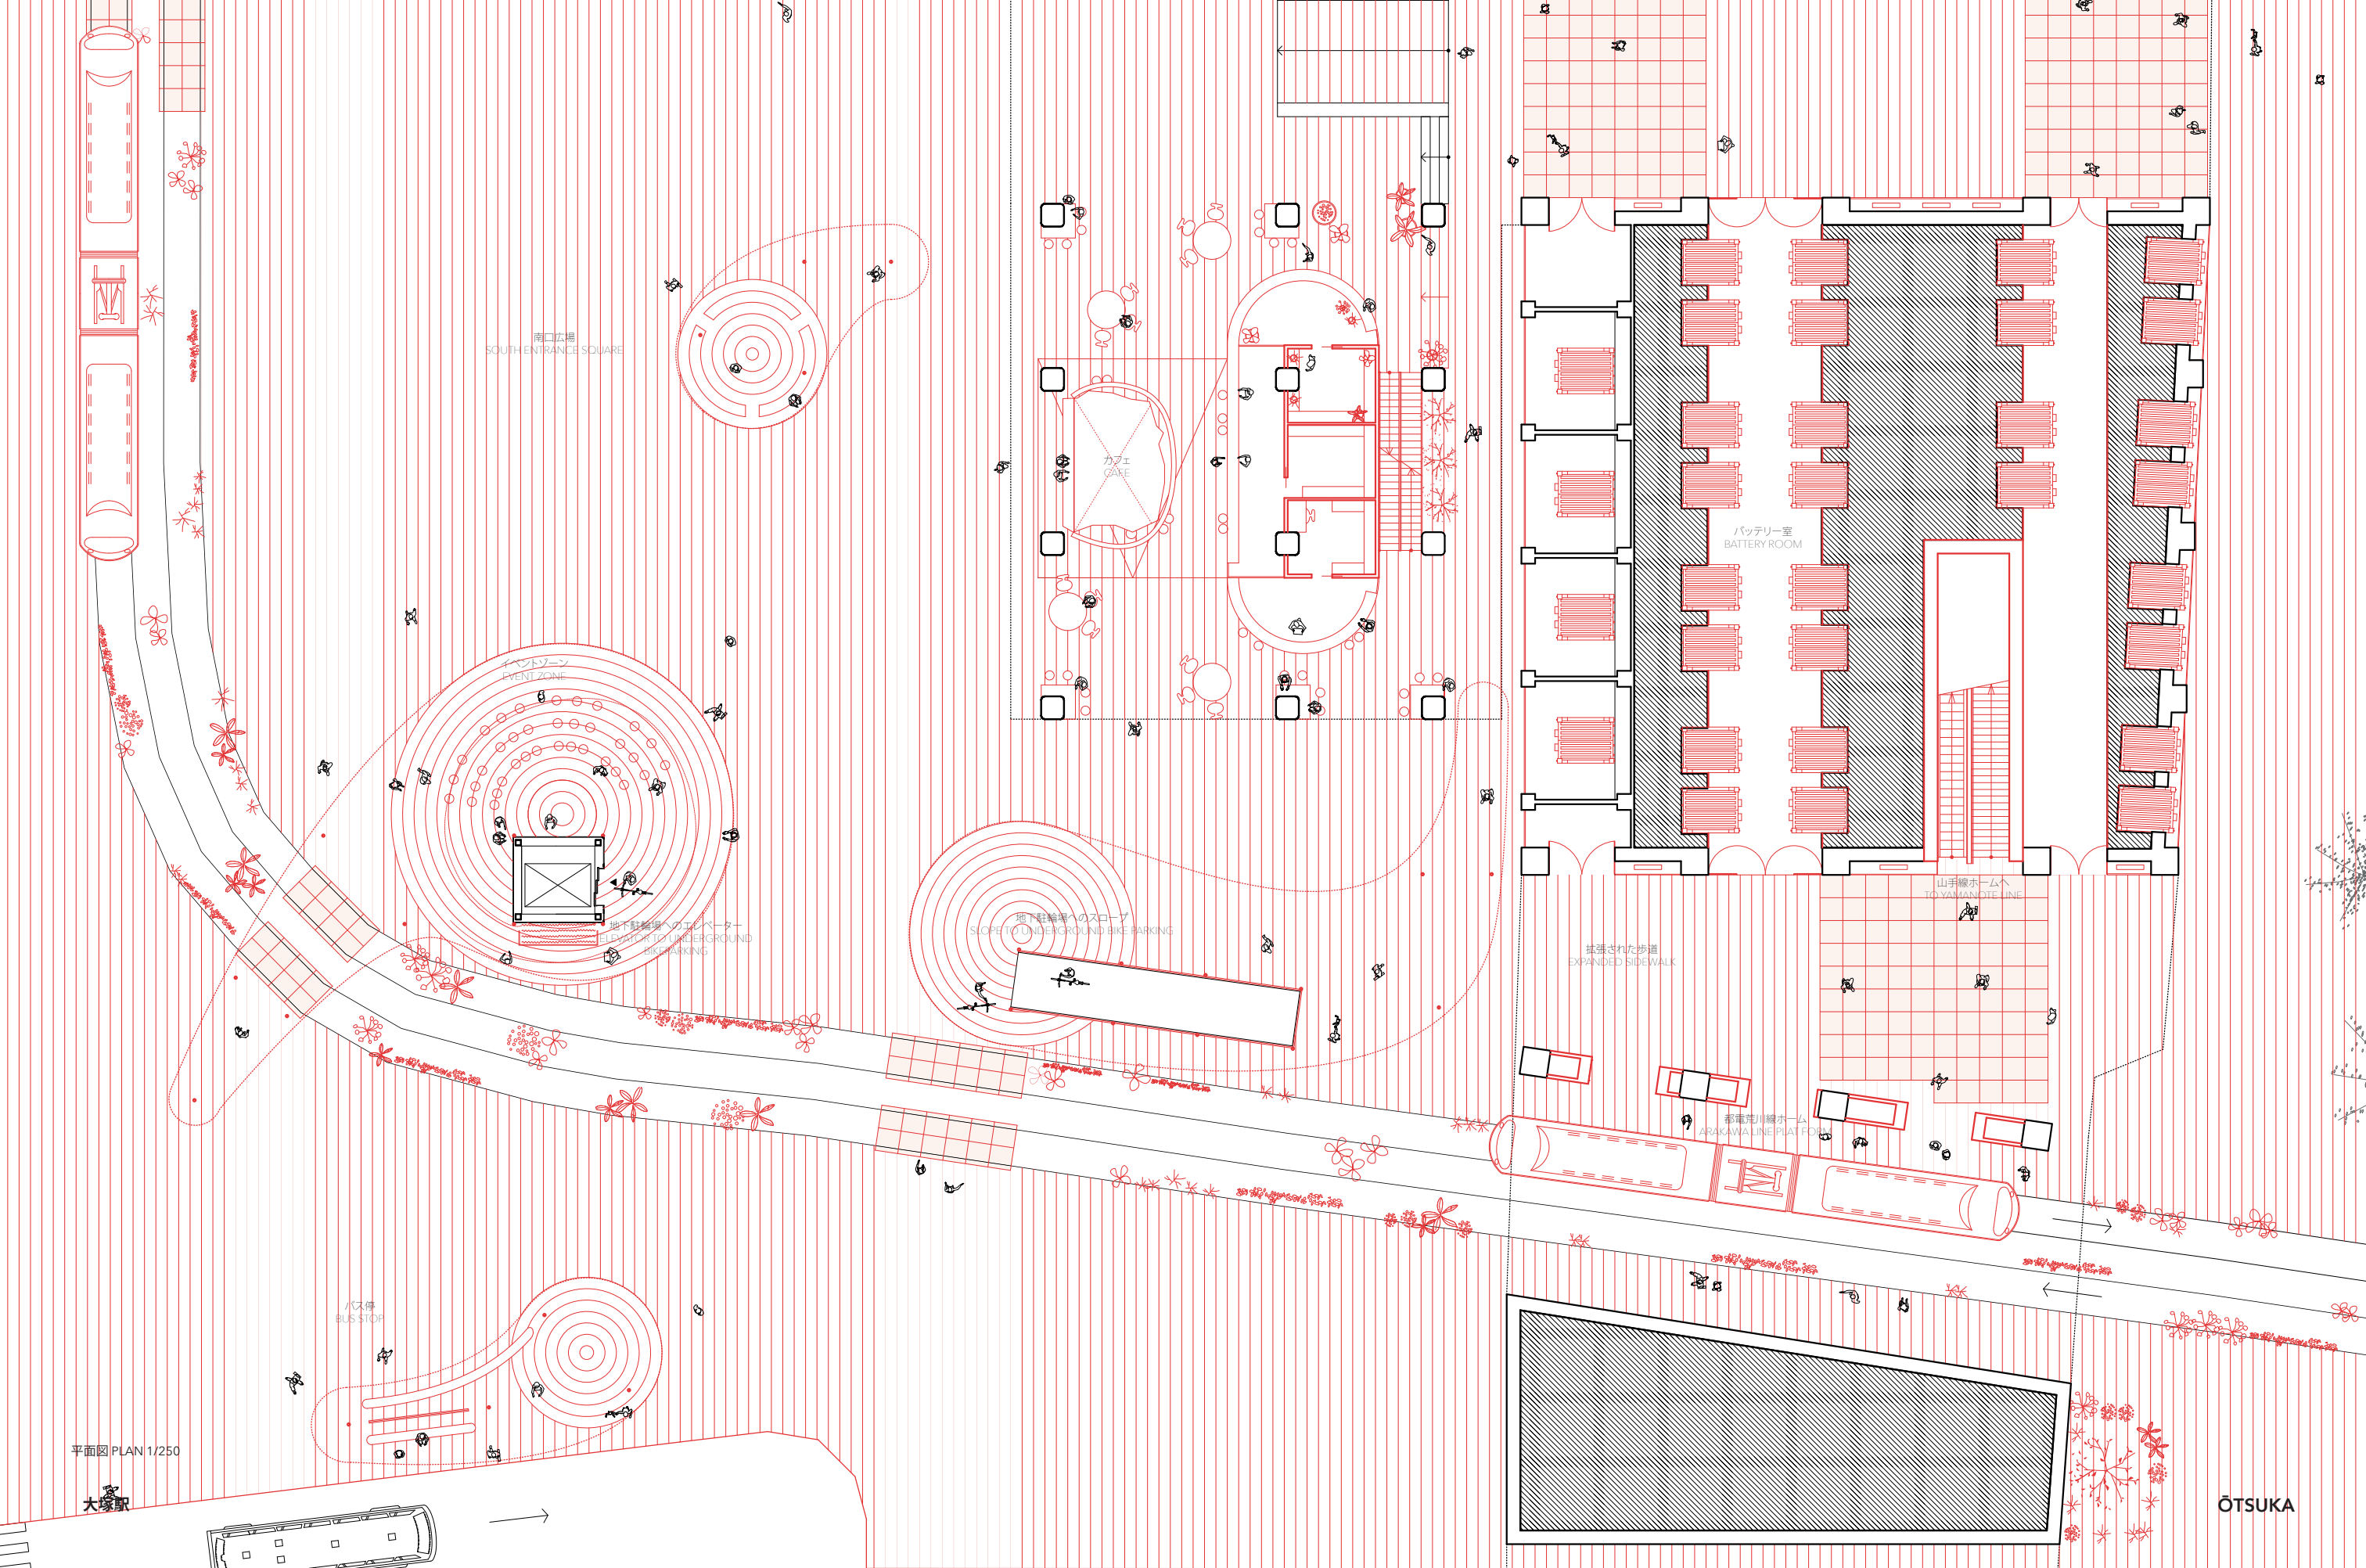 南口広場
SOUTH ENTRANCE SQUARE
カフェ
CAFE
バッテリー室
BATTERY ROOM
イベントゾーン
EVENT ZONE
地下駐輪場へのエレベーター
ELEVATOR TO UNDERGROUND
BIKEPARKING
地下駐輪場へのスロープ
SLOPE TO UNDERGROUND BIKE PARKING
山手線ホームへ
TO YAMANOTE LINE
拡張された歩道
EXPANDED SIDEWALK
都電荒川線ホーム
ARAKAWA LINE PLAT FORM
バス停
BUS STOP
平面図 PLAN 1/250
大塚駅
ŌTSUKA